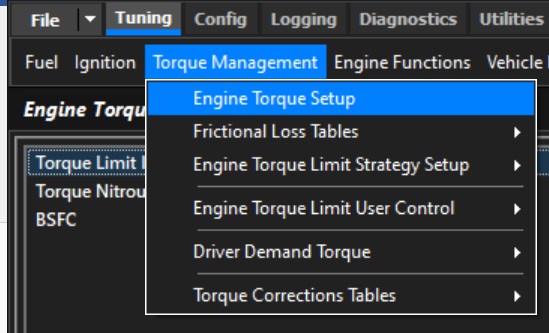 File Tuning Config Logging Diagnostics Utilities
Fuel Ignition Torque Management Engine Functions Vehicle
Engine Torqu
Engine Torque Setup
Frictional Loss Tables
Engine Torque Limit Strategy Setup
Engine Torque Limit User Control
Driver Demand Torque
Torque Corrections Tables
Torque Limit
Torque Nitrou
BSFC